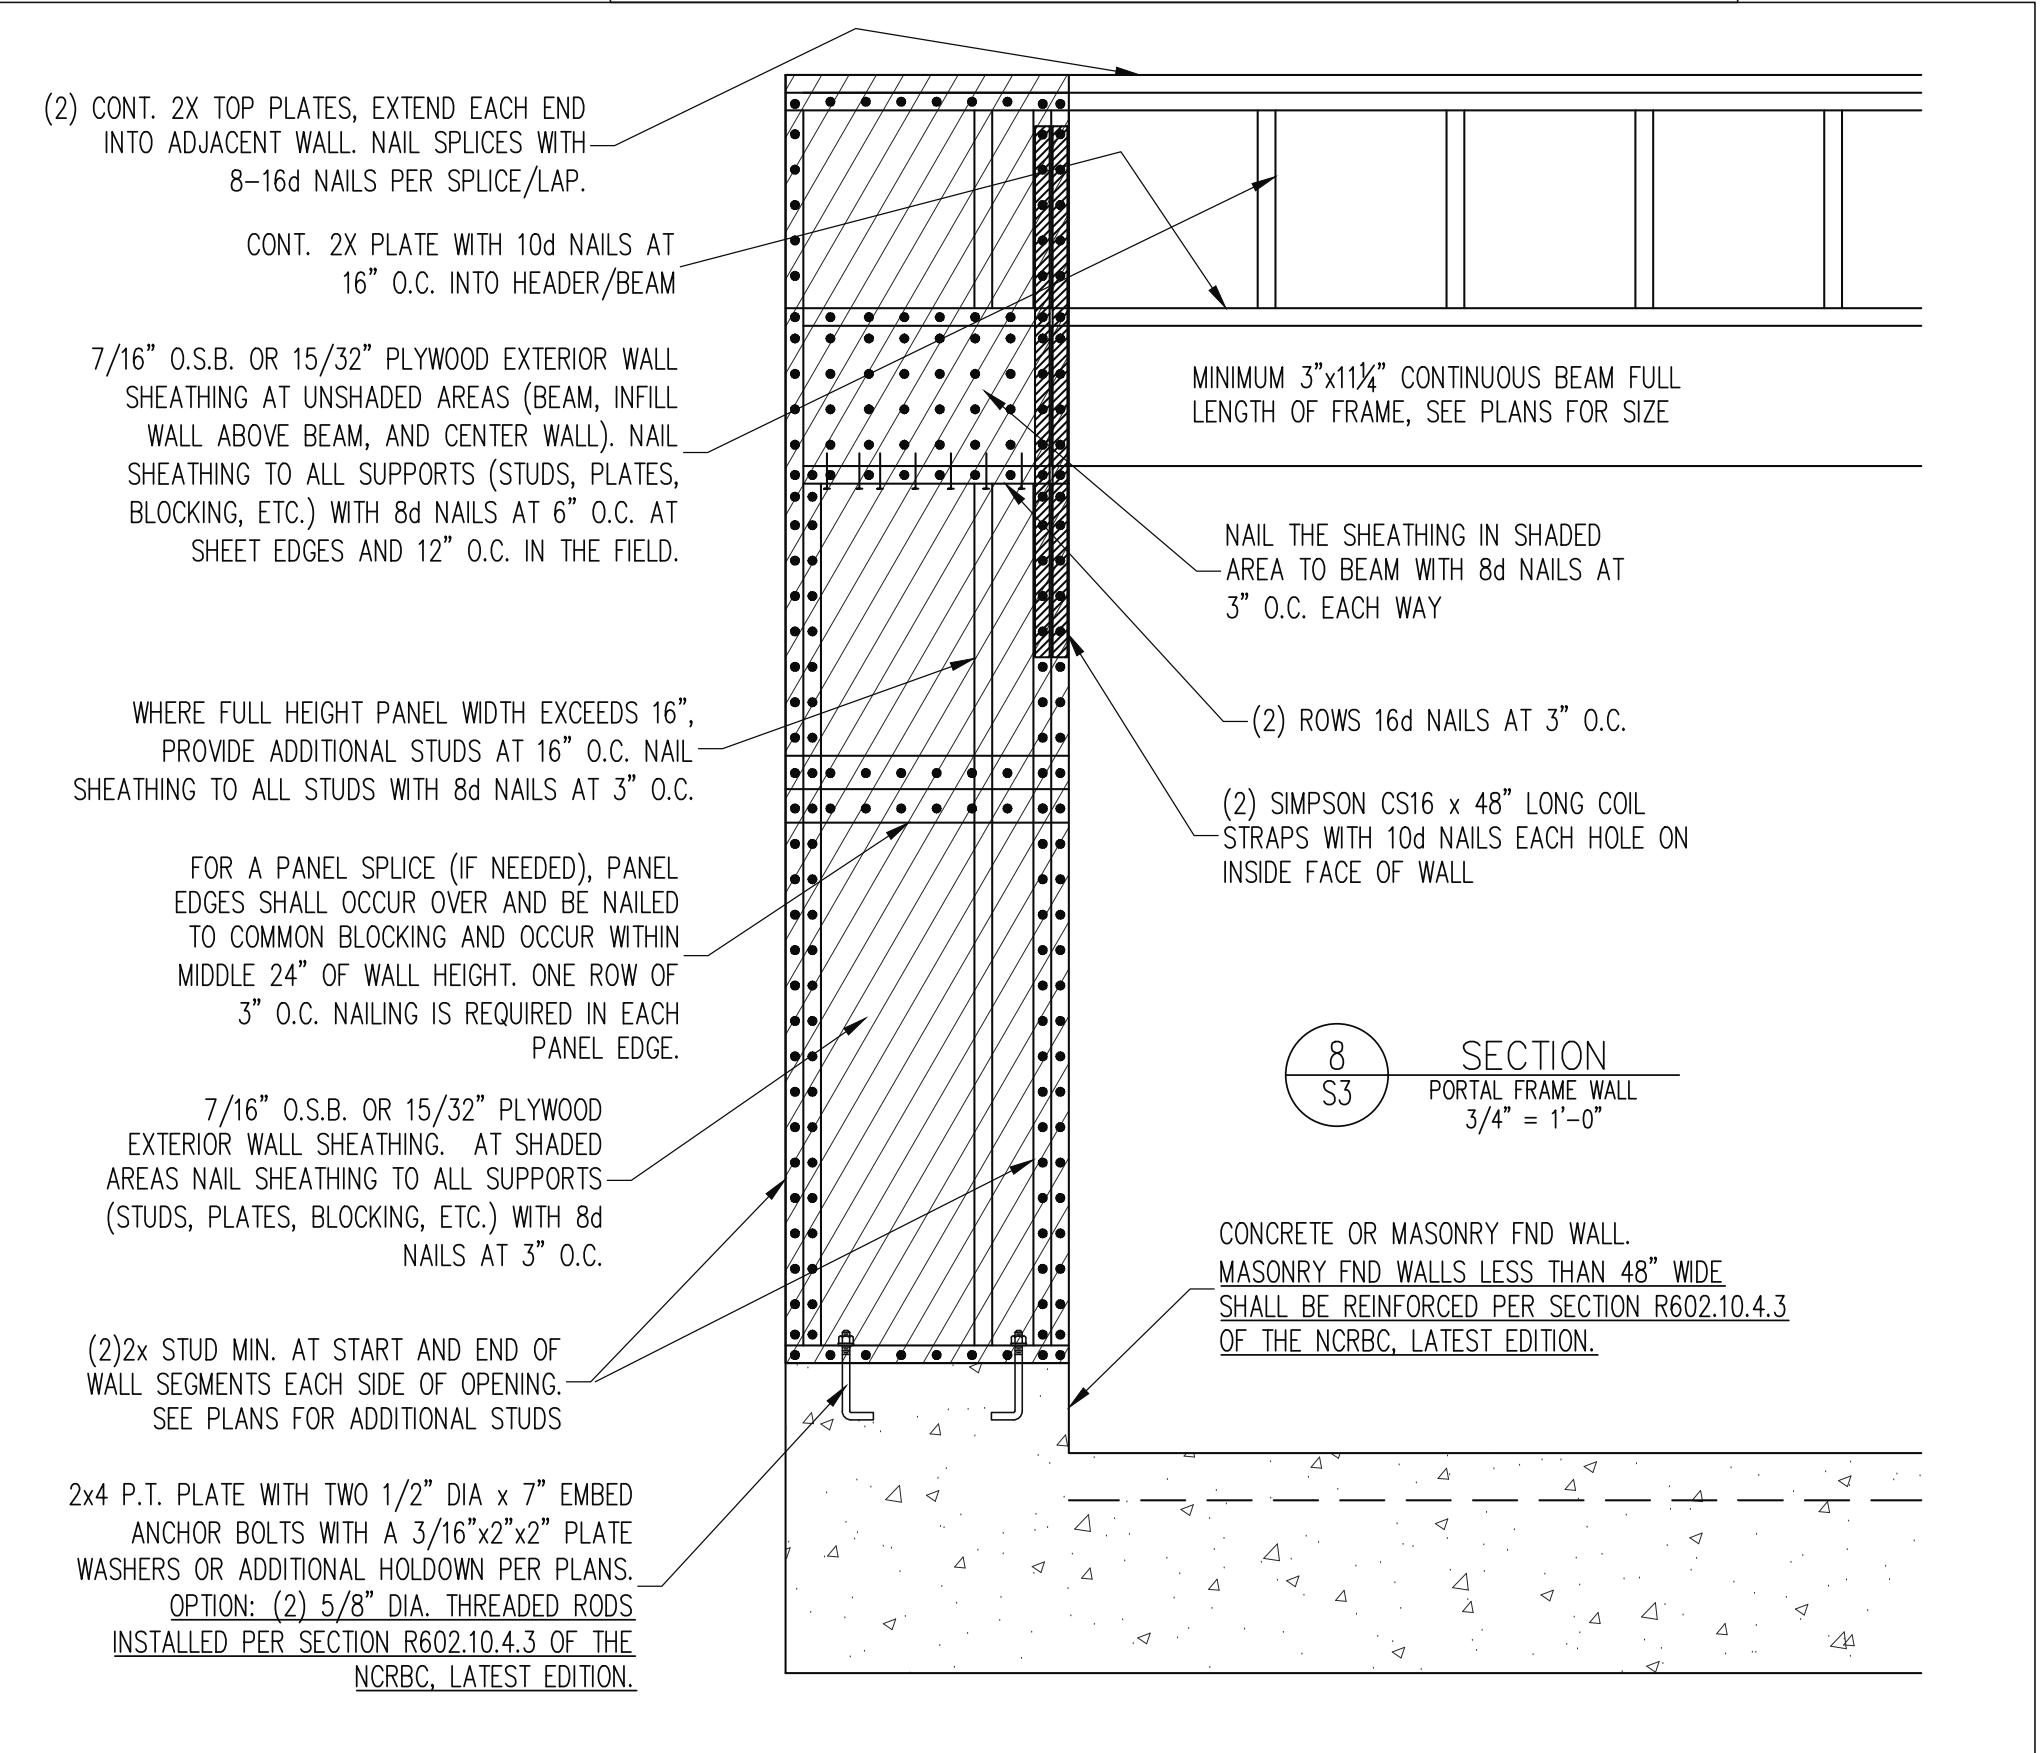 (2) CONT. 2X TOP PLATES, EXTEND EACH END
INTO ADJACENT WALL. NAIL SPLICES WITH
8-16d NAILS PER SPLICE/LAP.
CONT. 2X PLATE WITH 10d NAILS AT
16" O.C. INTO HEADER/BEAM
7/16" O.S.B. OR 15/32" PLYWOOD EXTERIOR WALL
SHEATHING AT UNSHADED AREAS (BEAM, INFILL
WALL ABOVE BEAM, AND CENTER WALL). NAIL
SHEATHING TO ALL SUPPORTS (STUDS, PLATES,
BLOCKING, ETC.) WITH 8d NAILS AT 6" O.C. AT
SHEET EDGES AND 12" O.C. IN THE FIELD.
WHERE FULL HEIGHT PANEL WIDTH EXCEEDS 16",
PROVIDE ADDITIONAL STUDS AT 16" O.C. NAIL
SHEATHING TO ALL STUDS WITH 8d NAILS AT 3" O.C.
FOR A PANEL SPLICE (IF NEEDED), PANEL
EDGES SHALL OCCUR OVER AND BE NAILED
TO COMMON BLOCKING AND OCCUR WITHIN
MIDDLE 24" OF WALL HEIGHT. ONE ROW OF
3" O.C. NAILING IS REQUIRED IN EACH
PANEL EDGE.
7/16" O.S.B. OR 15/32" PLYWOOD
EXTERIOR WALL SHEATHING. AT SHADED
AREAS NAIL SHEATHING TO ALL SUPPORTS
(STUDS, PLATES, BLOCKING, ETC.) WITH 8d
NAILS AT 3" O.C.
(2)2x STUD MIN. AT START AND END OF
WALL SEGMENTS EACH SIDE OF OPENING.
SEE PLANS FOR ADDITIONAL STUDS
2x4 P.T. PLATE WITH TWO 1/2" DIA x 7" EMBED
ANCHOR BOLTS WITH A 3/16"x2"x2" PLATE
WASHERS OR ADDITIONAL HOLDOWN PER PLANS.
OPTION: (2) 5/8" DIA. THREADED RODS
INSTALLED PER SECTION R602.10.4.3 OF THE
NCRBC, LATEST EDITION.
MINIMUM 3"x11¼" CONTINUOUS BEAM FULL
LENGTH OF FRAME, SEE PLANS FOR SIZE
NAIL THE SHEATHING IN SHADED
AREA TO BEAM WITH 8d NAILS AT
3" O.C. EACH WAY
(2) ROWS 16d NAILS AT 3" O.C.
(2) SIMPSON CS16 x 48" LONG COIL
STRAPS WITH 10d NAILS EACH HOLE ON
INSIDE FACE OF WALL
8
S3
SECTION
PORTAL FRAME WALL
3/4" = 1'-0"
CONCRETE OR MASONRY FND WALL.
MASONRY FND WALLS LESS THAN 48" WIDE
SHALL BE REINFORCED PER SECTION R602.10.4.3
OF THE NCRBC, LATEST EDITION.